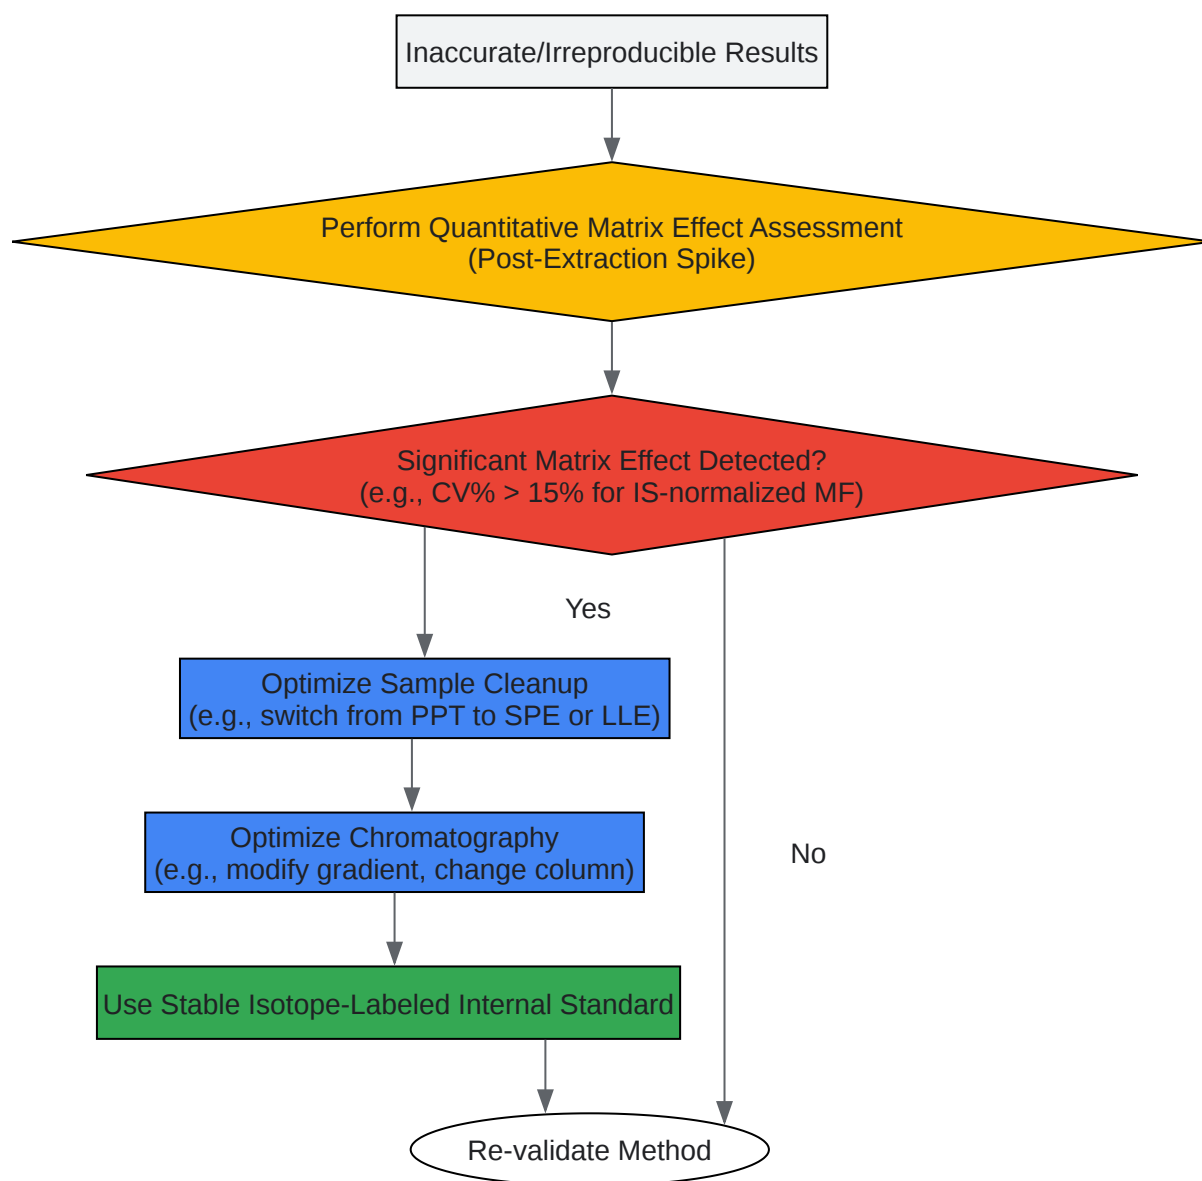 Inaccurate/Irreproducible Results
Perform Quantitative Matrix Effect Assessment
(Post-Extraction Spike)
Significant Matrix Effect Detected?
(e.g., CV% > 15% for IS-normalized MF)
Yes
Optimize Sample Cleanup
(e.g., switch from PPT to SPE or LLE)
Optimize Chromatography
(e.g., modify gradient, change column)
No
Use Stable Isotope-Labeled Internal Standard
Re-validate Method